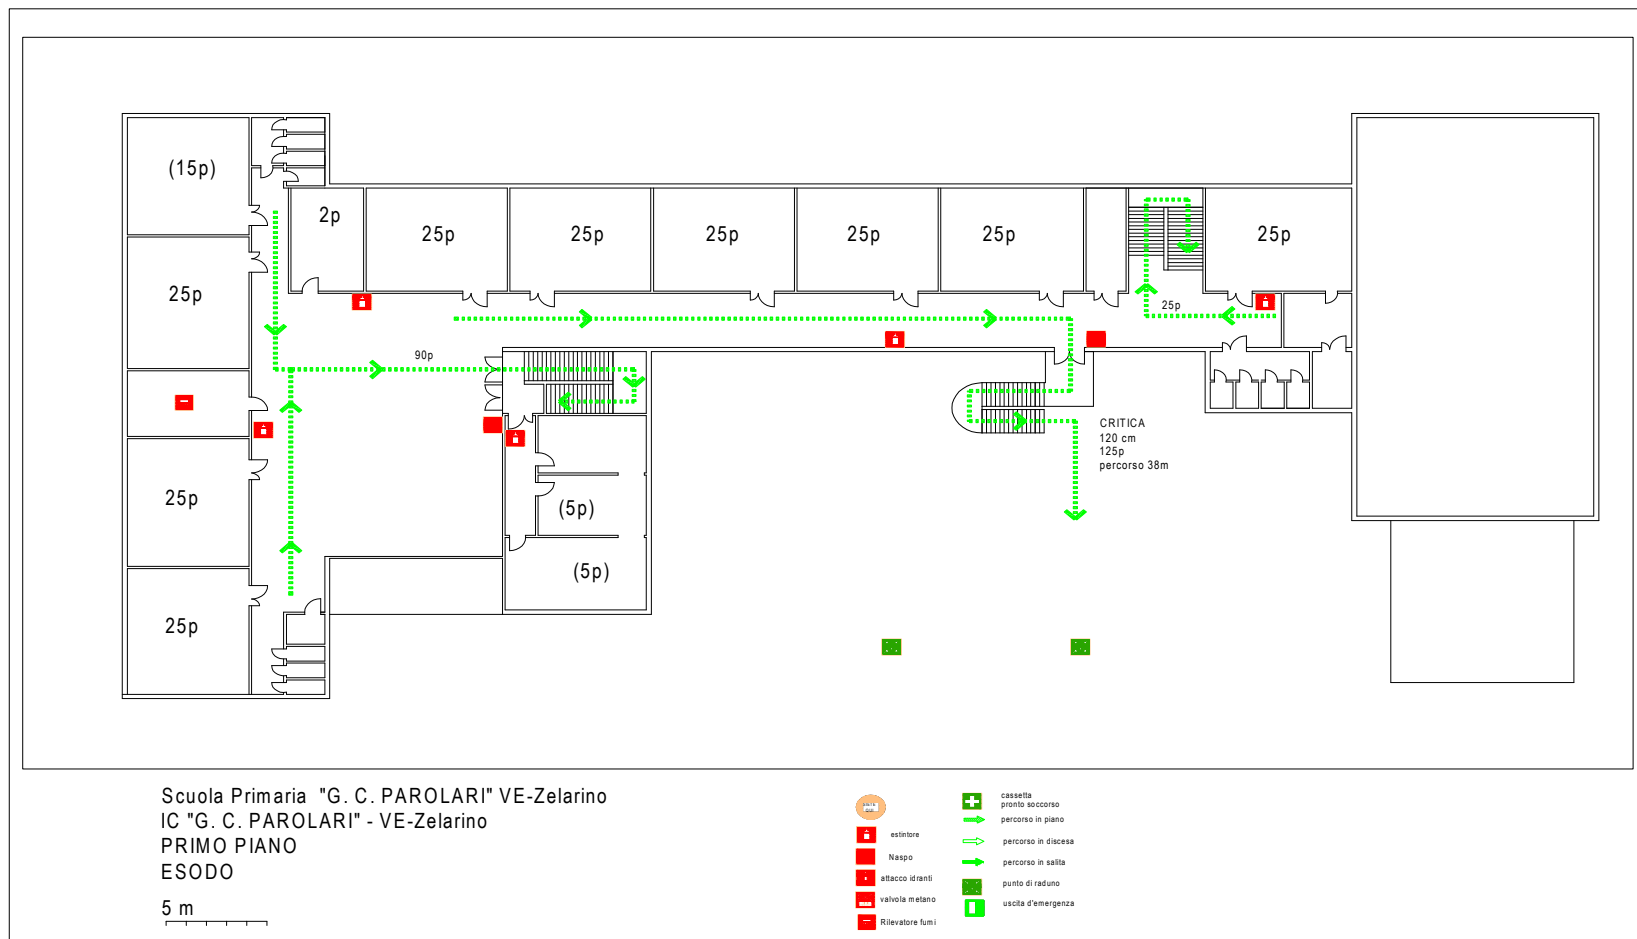 (15p)
2p
25p
25p
25p
25p
25p
25p
25p
25p
90p
25p
CRITICA
120 cm
125p
percorso 38m
25p
(5p)
(5p)
25p
Scuola Primaria "G. C. PAROLARI" VE-Zelarino
IC "G. C. PAROLARI" - VE-Zelarino
PRIMO PIANO
ESODO
5 m
estintore
Naspo
attacco idranti
valvola metano
Rilevatore fumi
cassetta
pronto soccorso
percorso in piano
percorso in discesa
percorso in salita
punto di raduno
uscita d'emergenza